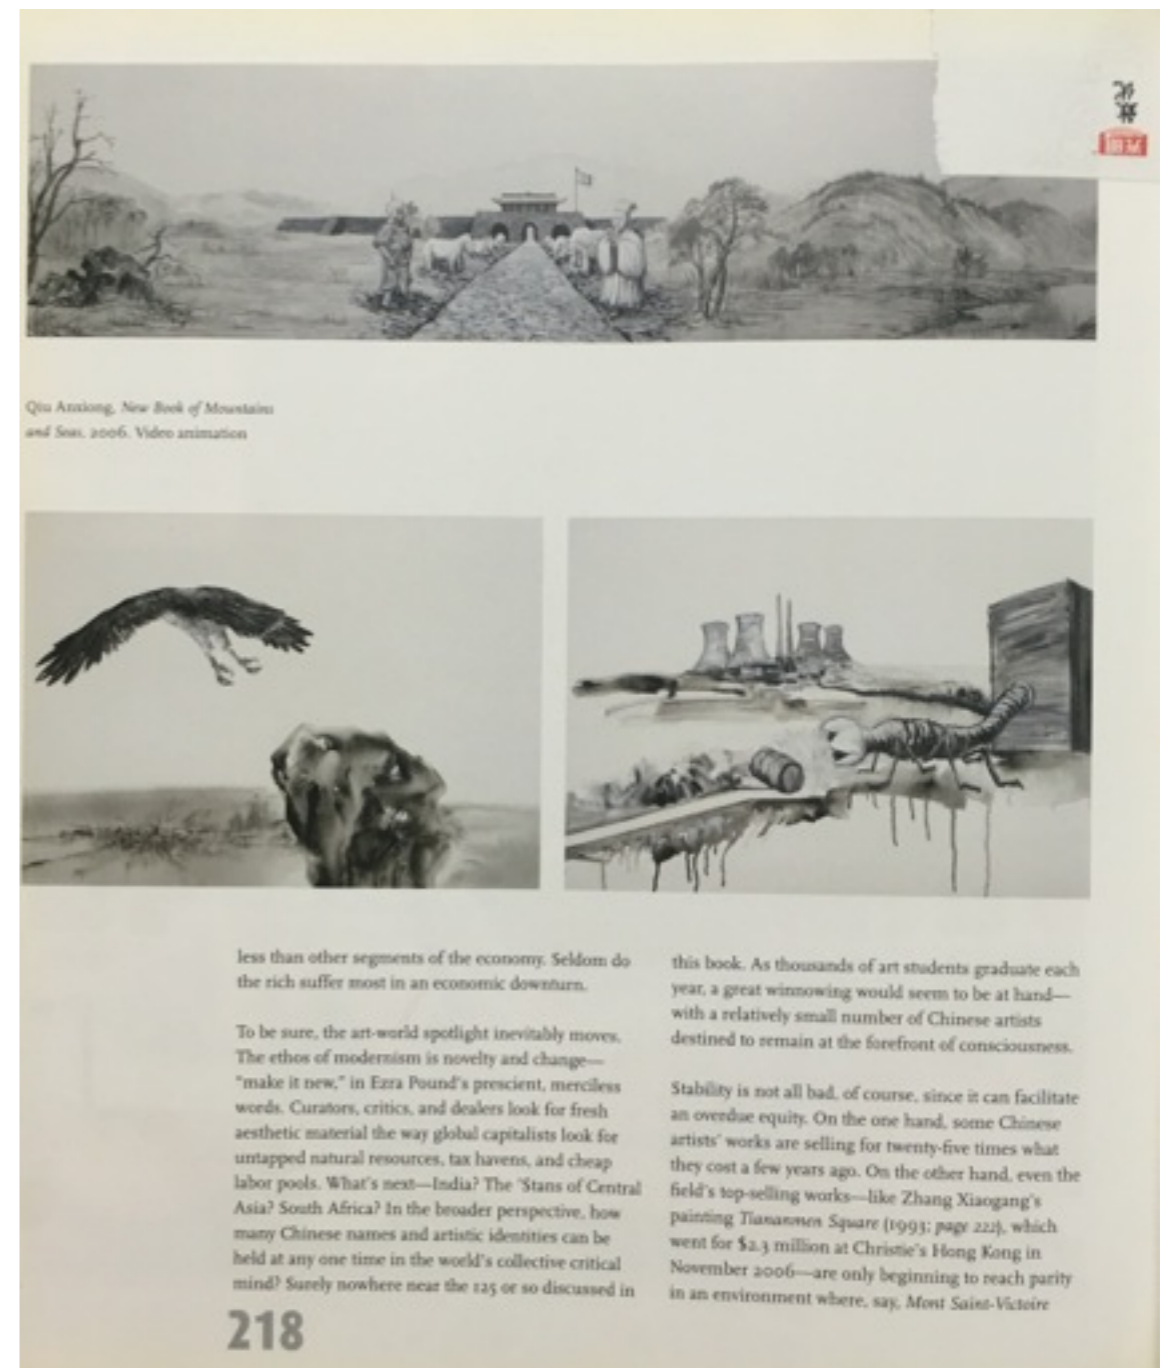 Qiu Anxiong, New Book of Mountains
and Seas, 2006. Video animation
less than other segments of the economy. Seldom do
the rich suffer most in an economic downturn.
To be sure, the art-world spotlight inevitably moves.
The ethos of modernism is novelty and change—
"make it new," in Ezra Pound's prescient, merciless
words. Curators, critics, and dealers look for fresh
aesthetic material the way global capitalists look for
untapped natural resources, tax havens, and cheap
labor pools. What's next—India? The 'Stans of Central
Asia? South Africa? In the broader perspective, how
many Chinese names and artistic identities can be
held at any one time in the world's collective critical
mind? Surely nowhere near the 125 or so discussed in
this book. As thousands of art students graduate each
year, a great winnowing would seem to be at hand—
with a relatively small number of Chinese artists
destined to remain at the forefront of consciousness.
Stability is not all bad, of course, since it can facilitate
an overdue equity. On the one hand, some Chinese
artists' works are selling for twenty-five times what
they cost a few years ago. On the other hand, even the
field's top-selling works—like Zhang Xiaogang's
painting Tiananmen Square (1993; page 222), which
went for $2.3 million at Christie's Hong Kong in
November 2006—are only beginning to reach parity
in an environment where, say, Mont Saint-Victoire
218